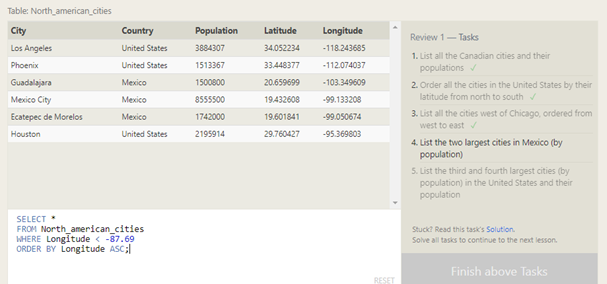 Table: North_american_cities
City Country Population Latitude Longitude
Los Angeles United States 3884307 34.052234 -118.243685
Phoenix United States 1513367 33.448377 -112.074037
Guadalajara Mexico 1500800 20.659699 -103.349609
Mexico City Mexico 8555500 19.432608 -99.133208
Ecatepec de Morelos Mexico 1742000 19.601841 -99.050674
Houston United States 2195914 29.760427 -95.369803
SELECT *
FROM North_american_cities
WHERE Longitude < -87.69
ORDER BY Longitude ASC;
RESET
Review 1 — Tasks
1. List all the Canadian cities and their
populations ✓
2. Order all the cities in the United States by their
latitude from north to south ✓
3. List all the cities west of Chicago, ordered from
west to east ✓
4. List the two largest cities in Mexico (by
population)
5. List the third and fourth largest cities (by
population) in the United States and their
population
Stuck? Read this task's Solution.
Solve all tasks to continue to the next lesson.
Finish above Tasks